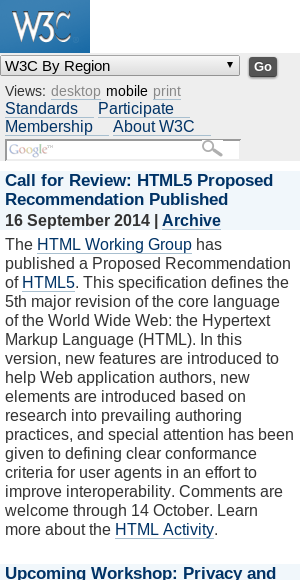 W3C
W3C By Region ▼ Go
Views: desktop mobile print
Standards Participate
Membership About W3C
Google™
Call for Review: HTML5 Proposed
Recommendation Published
16 September 2014 | Archive
The HTML Working Group has
published a Proposed Recommendation
of HTML5. This specification defines the
5th major revision of the core language
of the World Wide Web: the Hypertext
Markup Language (HTML). In this
version, new features are introduced to
help Web application authors, new
elements are introduced based on
research into prevailing authoring
practices, and special attention has been
given to defining clear conformance
criteria for user agents in an effort to
improve interoperability. Comments are
welcome through 14 October. Learn
more about the HTML Activity.
Upcoming Workshop: Privacy and